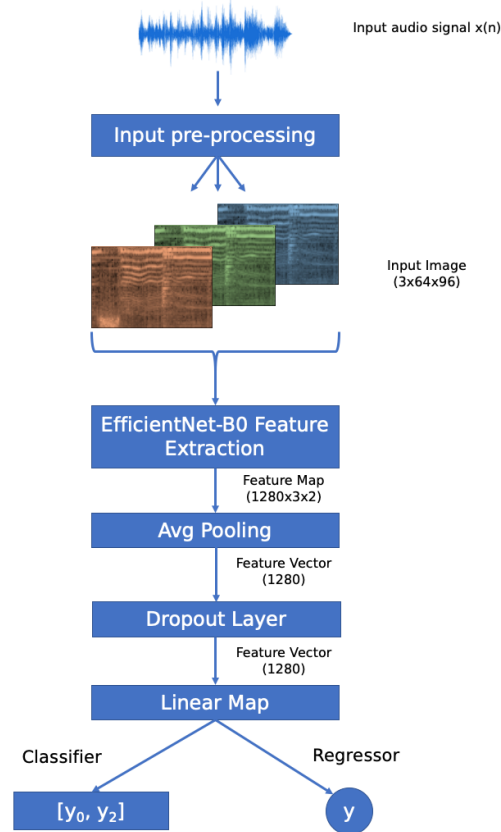 Input audio signal x(n)
Input pre-processing
Input Image
(3x64x96)
EfficientNet-B0 Feature
Extraction
Feature Map
(1280x3x2)
Avg Pooling
Feature Vector
(1280)
Dropout Layer
Feature Vector
(1280)
Linear Map
Classifier
Regressor
[y₀, y₂]
y